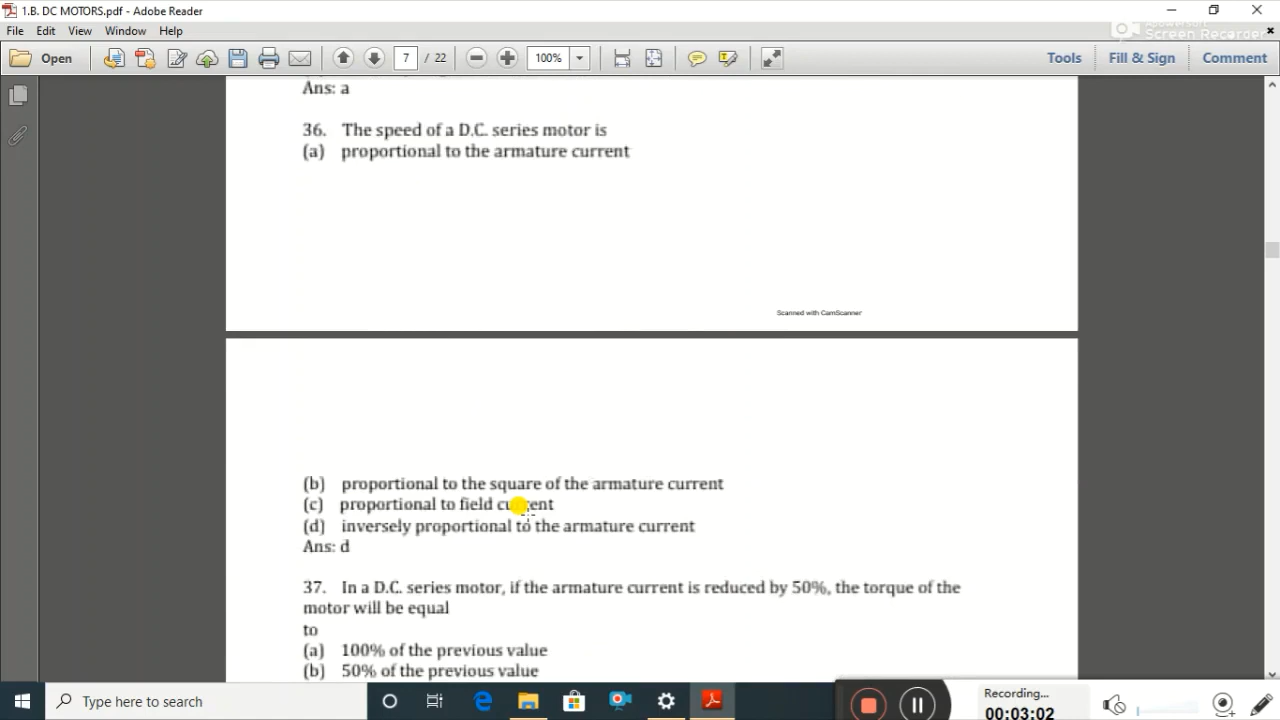 1.B. DC MOTORS.pdf - Adobe Reader
File Edit View Window Help
Screen Recorder
Open 7 / 22 100% Tools Fill & Sign Comment
Ans: a
36. The speed of a D.C. series motor is
(a) proportional to the armature current
Scanned with CamScanner
(b) proportional to the square of the armature current
(c) proportional to field current
(d) inversely proportional to the armature current
Ans: d
37. In a D.C. series motor, if the armature current is reduced by 50%, the torque of the
motor will be equal
to
(a) 100% of the previous value
(b) 50% of the previous value
Type here to search
Recording...
00:03:02